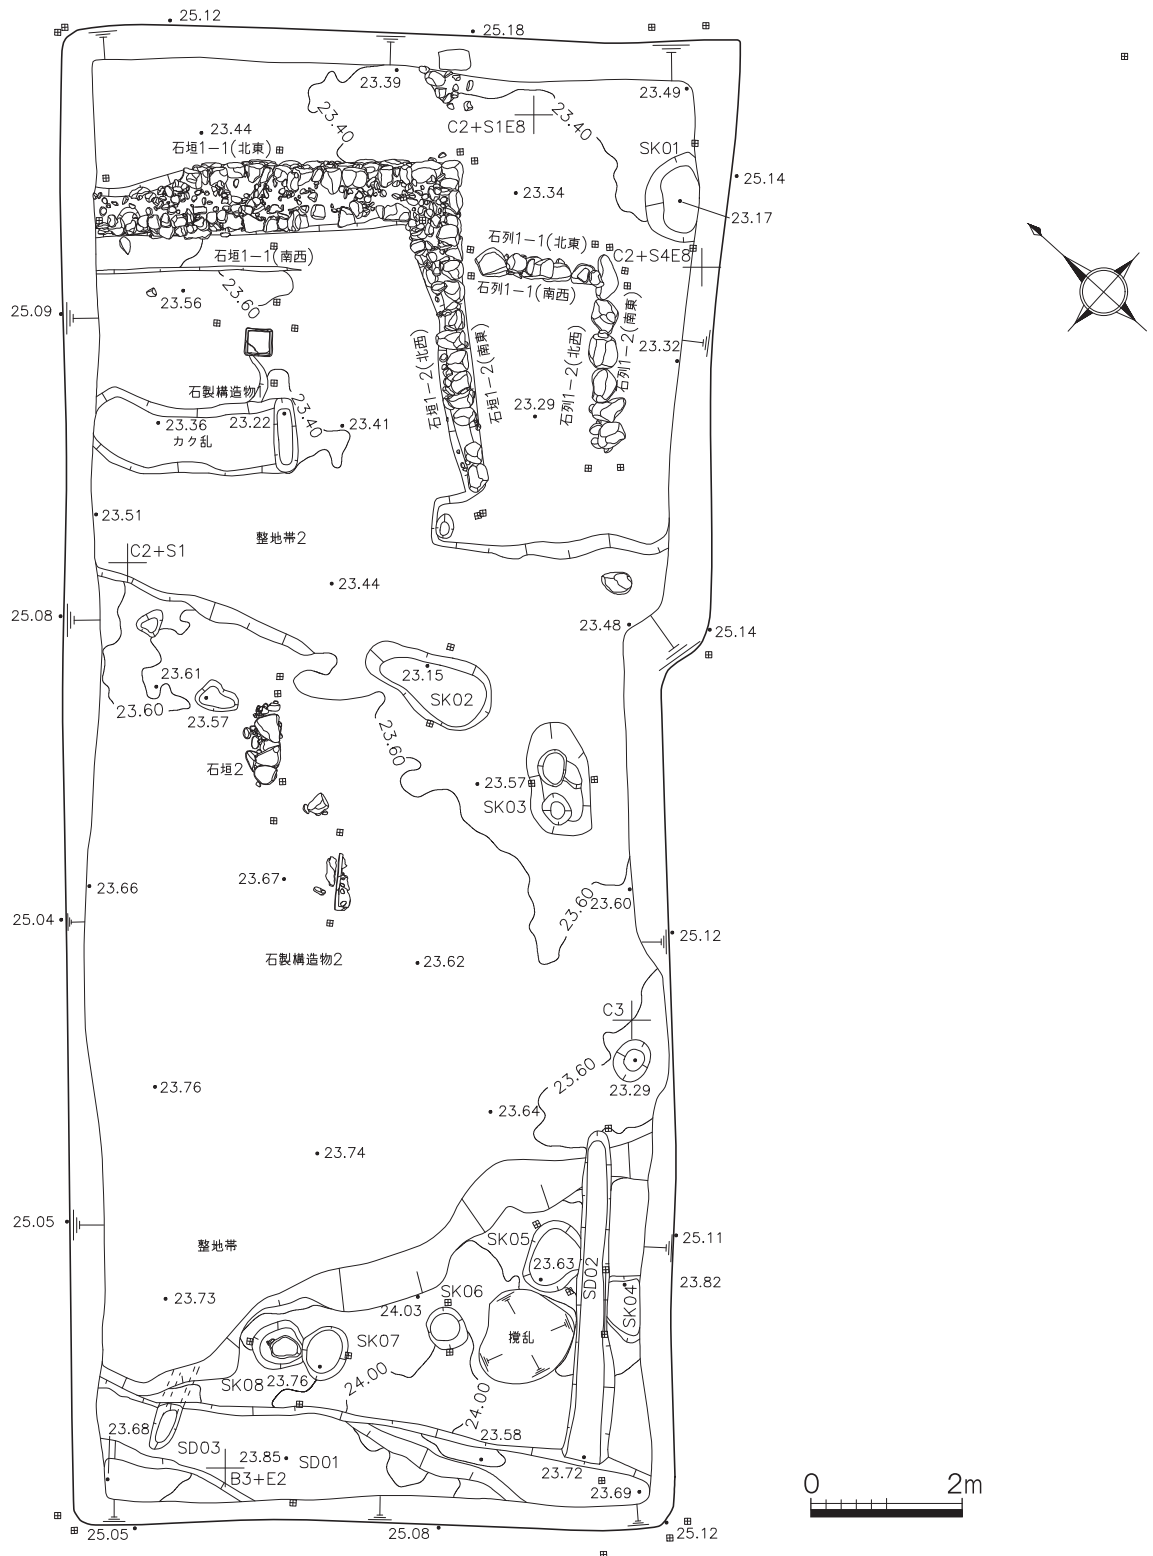 25.12
25.18
23.39
23.49
C2+S1E8
23.40
23.40
23.44
石垣1-1(北東)
SK01
25.14
23.34
23.17
石列1-1(北東)
C2+S4E8
石垣1-1(南西)
石列1-1(南西)
23.56
23.60
25.09
石垣1-2(北西)
石垣1-2(南東)
石列1-2(北西)
石列1-2(南東)
23.32
石製構造物1
23.40
23.29
23.36
23.22
23.41
カク乱
23.51
整地帯2
C2+S1
23.44
25.08
23.48
25.14
23.61
23.15
SK02
23.60
23.57
23.60
石垣2
23.57
SK03
23.67
23.66
23.60
23.60
25.04
25.12
石製構造物2
23.62
C3
23.60
23.76
23.29
23.64
23.74
25.05
整地帯
SK05
25.11
23.63
SD02
23.82
SK06
SK04
23.73
24.03
攪乱
SK07
SK08
23.76
24.00
24.00
23.68
23.58
SD03
23.85
SD01
23.72
B3+E2
23.69
25.05
25.08
25.12
0 2m